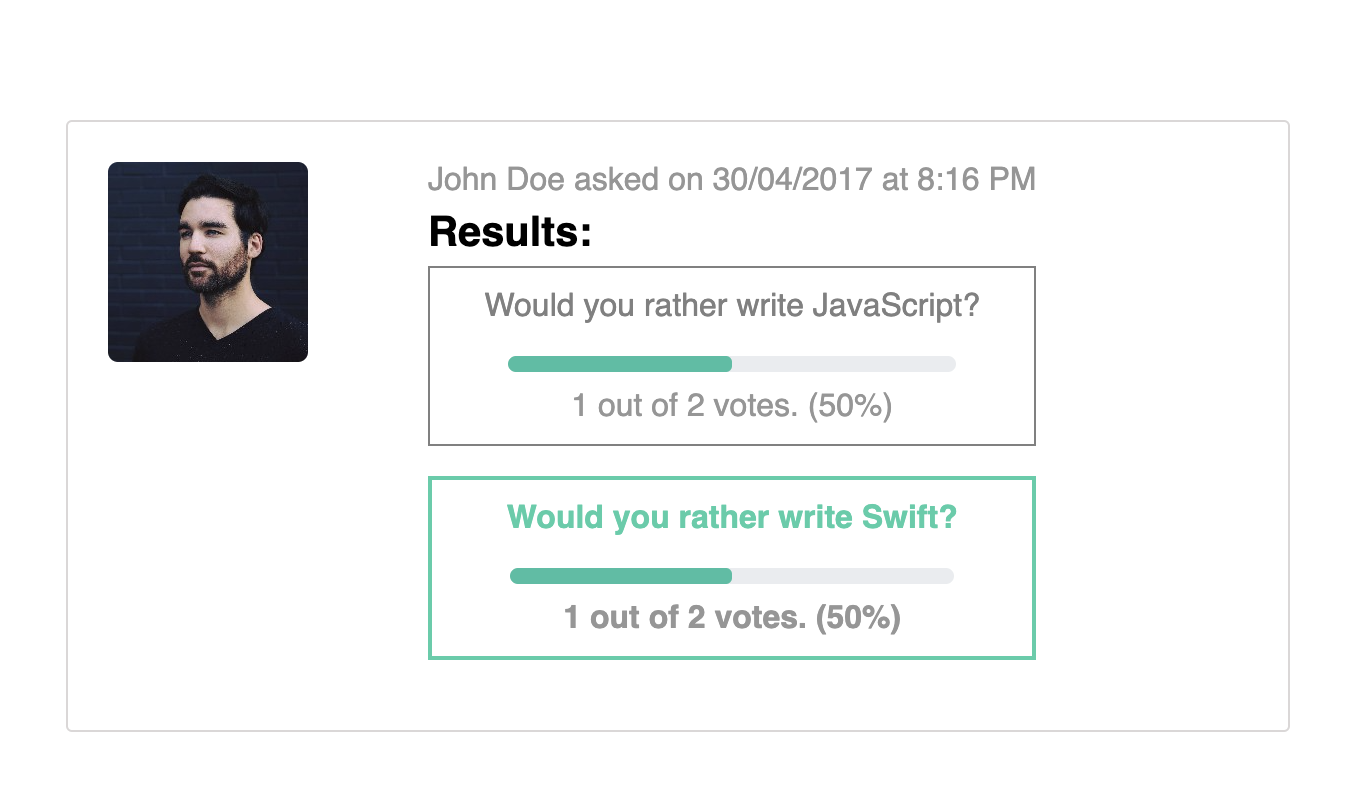 John Doe asked on 30/04/2017 at 8:16 PM
Results:
Would you rather write JavaScript?
1 out of 2 votes. (50%)
Would you rather write Swift?
1 out of 2 votes. (50%)